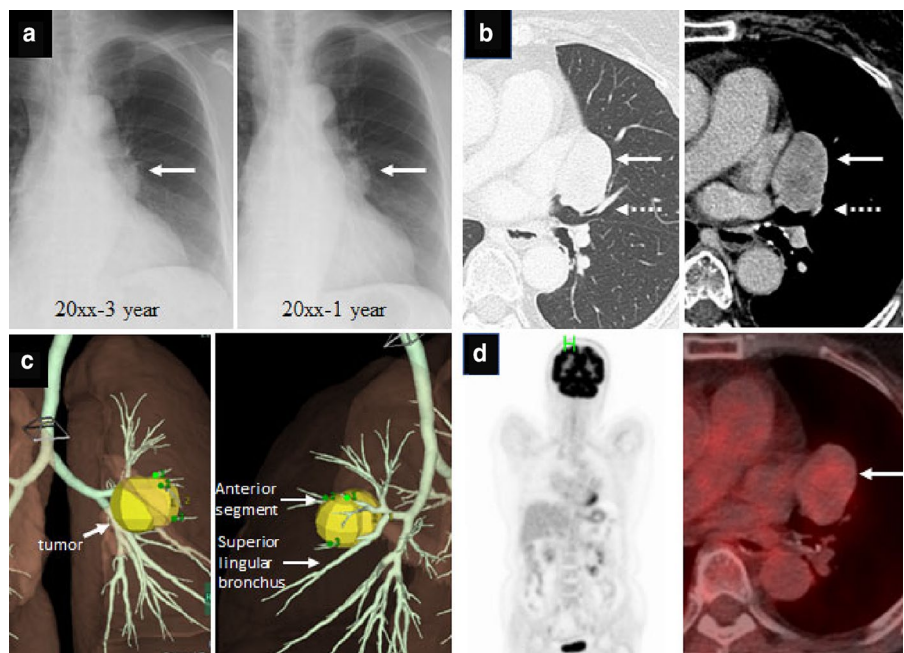 a
20xx-3 year
20xx-1 year
b
c
tumor
Anterior
segment
Superior
lingular
bronchus
d
H